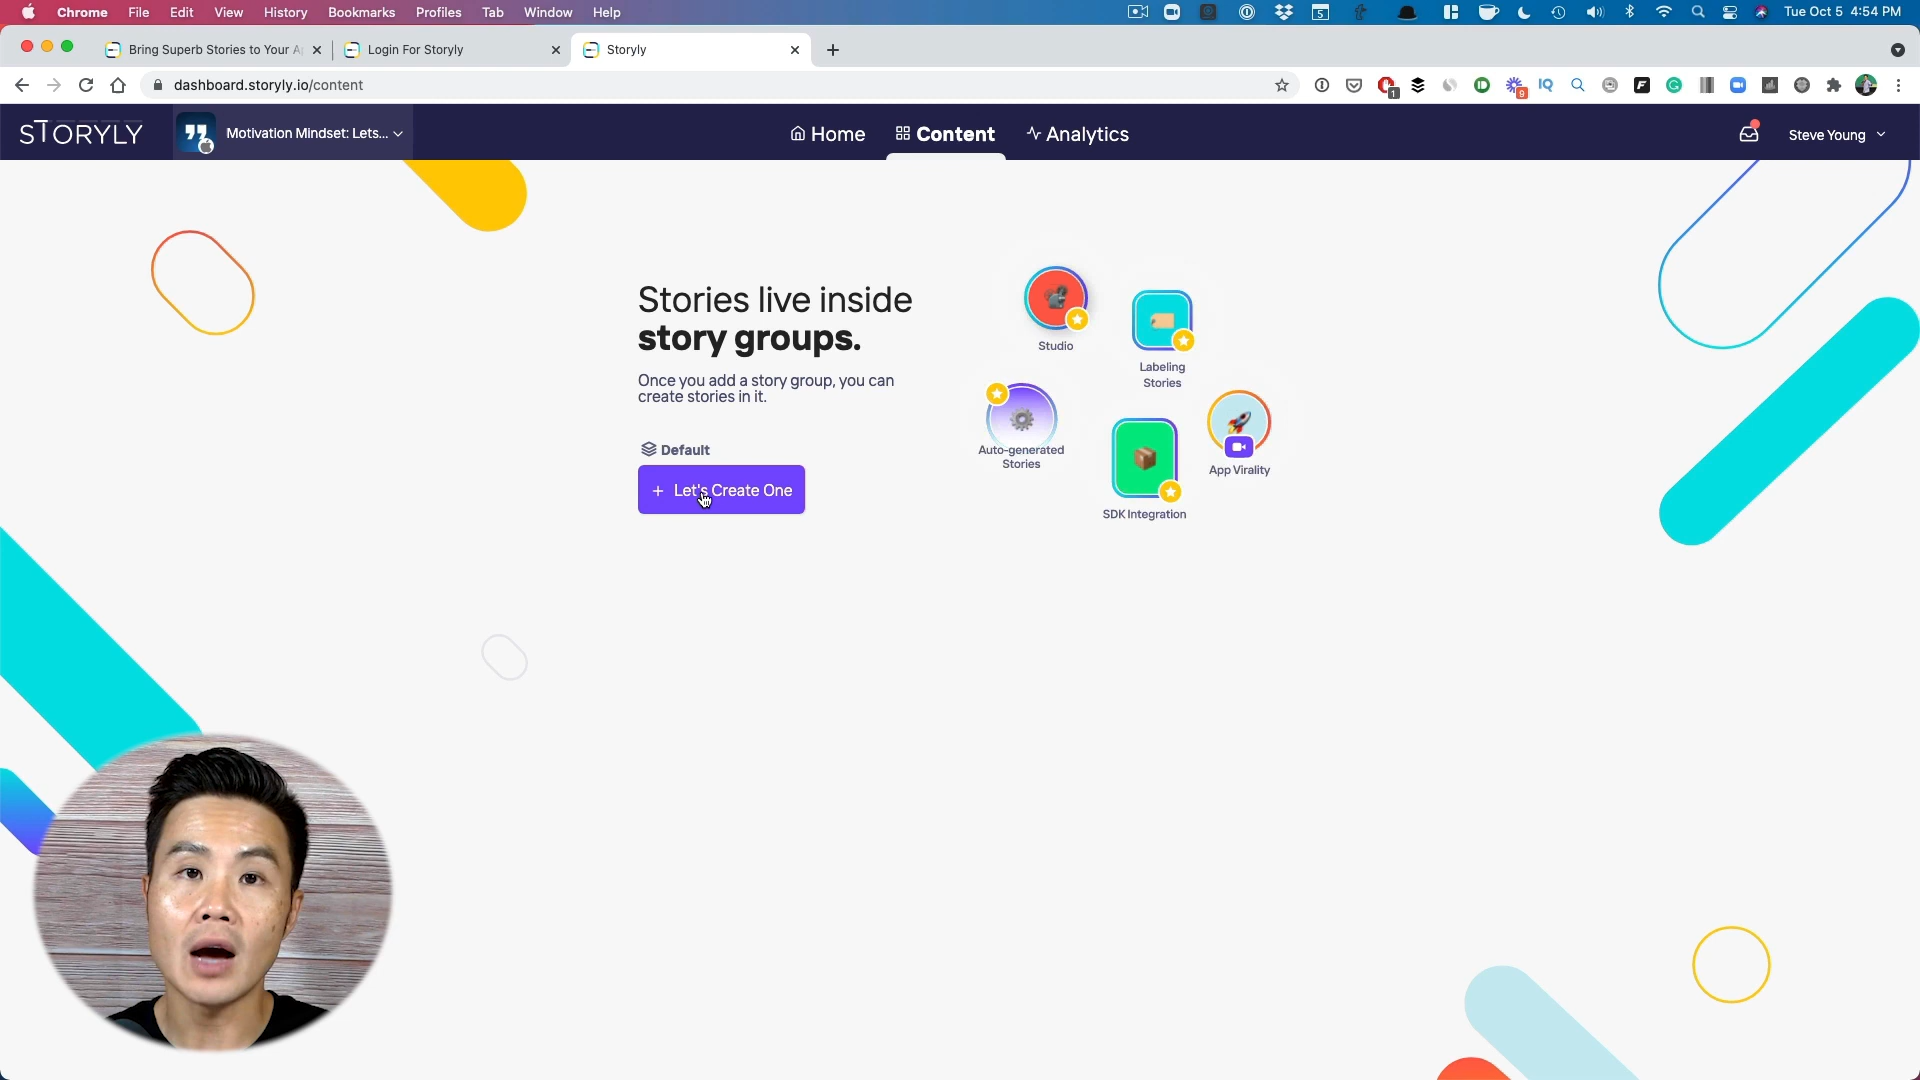 Chrome File Edit View History Bookmarks Profiles Tab Window Help
5
Tue Oct 5 4:54 PM
Bring Superb Stories to Your A
Login For Storyly
Storyly
dashboard.storyly.io/content
1
9
STORYLY
Motivation Mindset: Lets...
Home
Content
Analytics
Steve Young
Stories live inside
story groups.
Once you add a story group, you can
create stories in it.
Default
+ Let's Create One
Studio
Labeling
Stories
Auto-generated
Stories
App Virality
SDK Integration